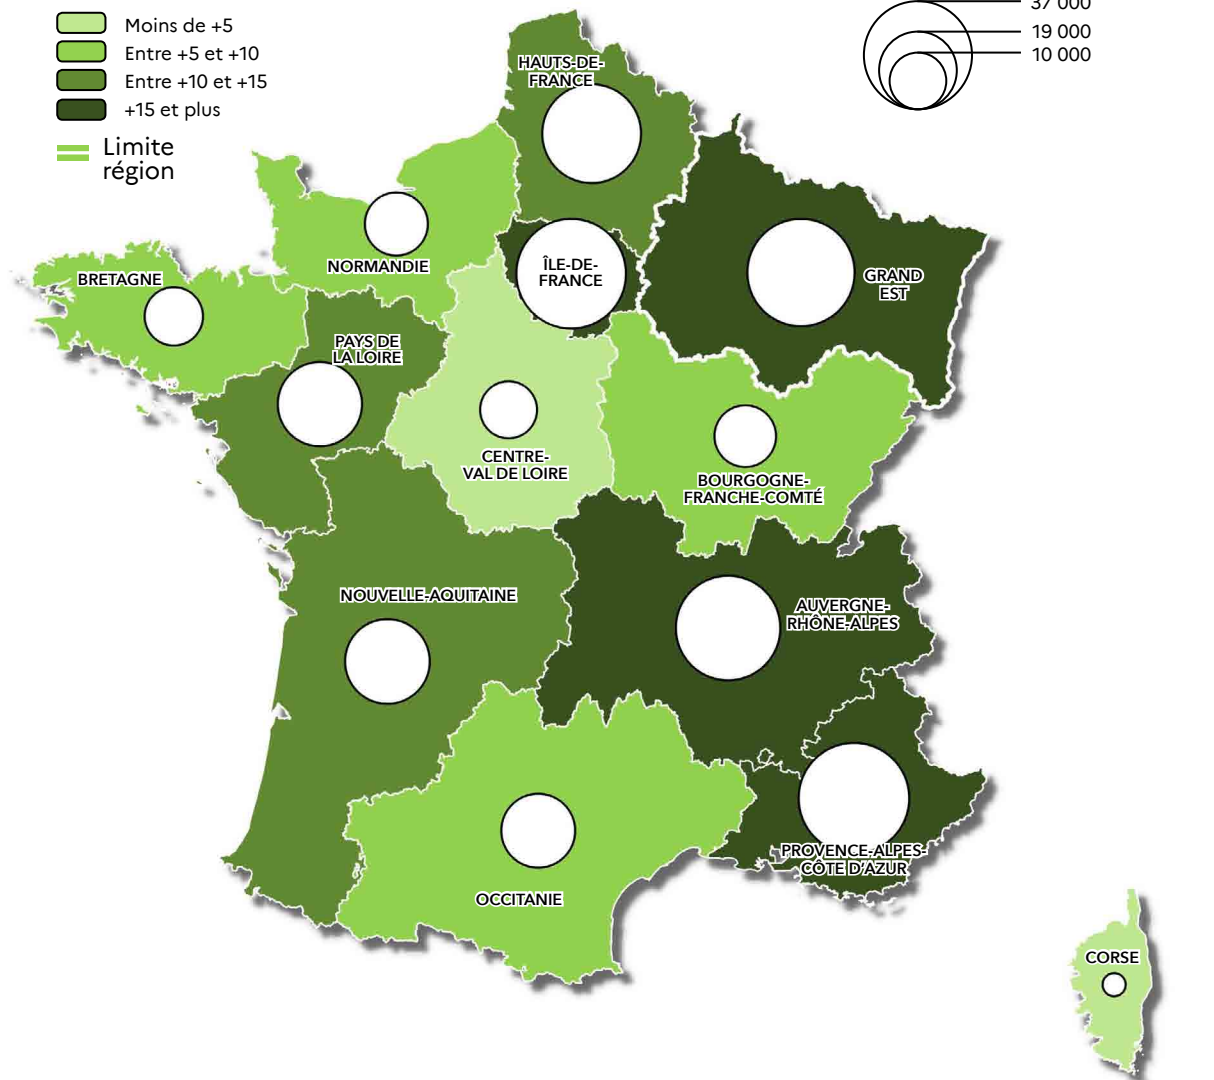 Moins de +5
Entre +5 et +10
Entre +10 et +15
+15 et plus
Limite
région
37 000
19 000
10 000
HAUTS-DE-
FRANCE
NORMANDIE
BRETAGNE
ÎLE-DE-
FRANCE
GRAND
EST
PAYS DE
LA LOIRE
CENTRE-
VAL DE LOIRE
BOURGOGNE-
FRANCHE-COMTÉ
NOUVELLE-AQUITAINE
AUVERGNE-
RHÔNE-ALPES
PROVENCE-ALPES-
CÔTE D'AZUR
OCCITANIE
CORSE